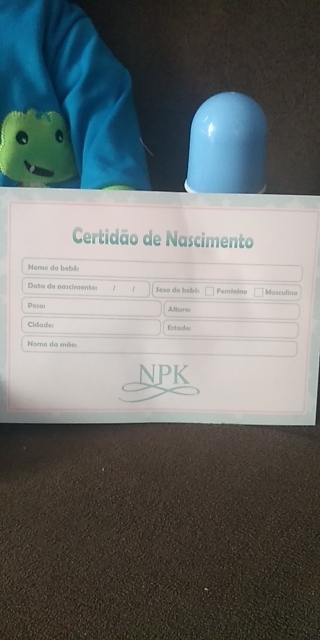 Certidão de Nascimento
Nome do bebê:
Data de nascimento: / / Sexo do bebê: Feminino Masculino
Peso: Altura:
Cidade: Estado:
Nome da mãe:
NPK